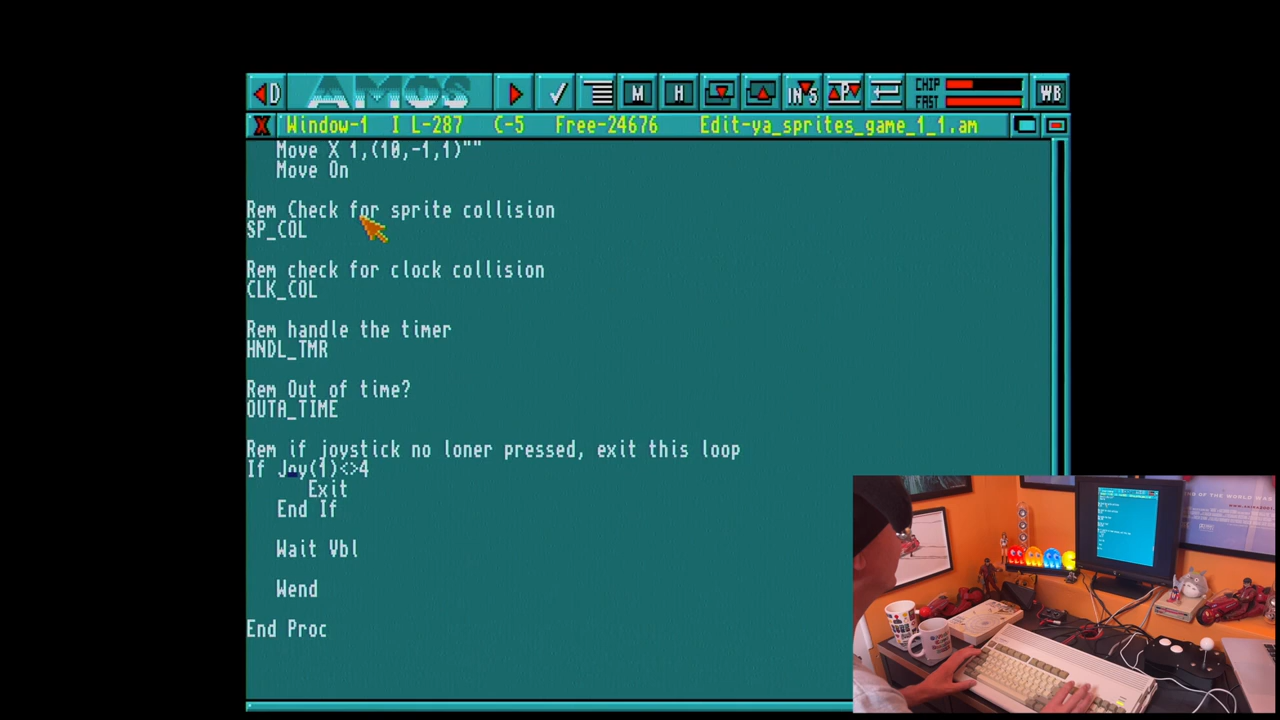 D AMOS M H INS P CHIP FAST WB
X Window-1 I L-287 C-5 Free-24676 Edit-ya_sprites_game_1_1.am
Move X 1,(10,-1,1)""
Move On
Rem Check for sprite collision
SP_COL
Rem check for clock collision
CLK_COL
Rem handle the timer
HNDL_TMR
Rem Out of time?
OUTA_TIME
Rem if joystick no loner pressed, exit this loop
If Joy(1)<>4
Exit
End If
Wait Vbl
Wend
End Proc